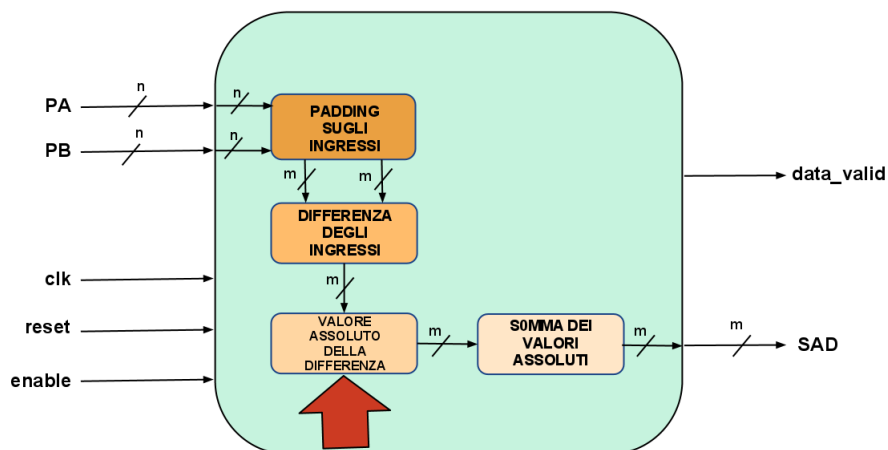 PA
n
n
PADDING
SUGLI
INGRESSI
PB
n
n
m
m
DIFFERENZA
DEGLI
INGRESSI
data_valid
clk
m
reset
VALORE
ASSOLUTO
DELLA
DIFFERENZA
m
S0MMA DEI
VALORI
ASSOLUTI
m
m
SAD
enable